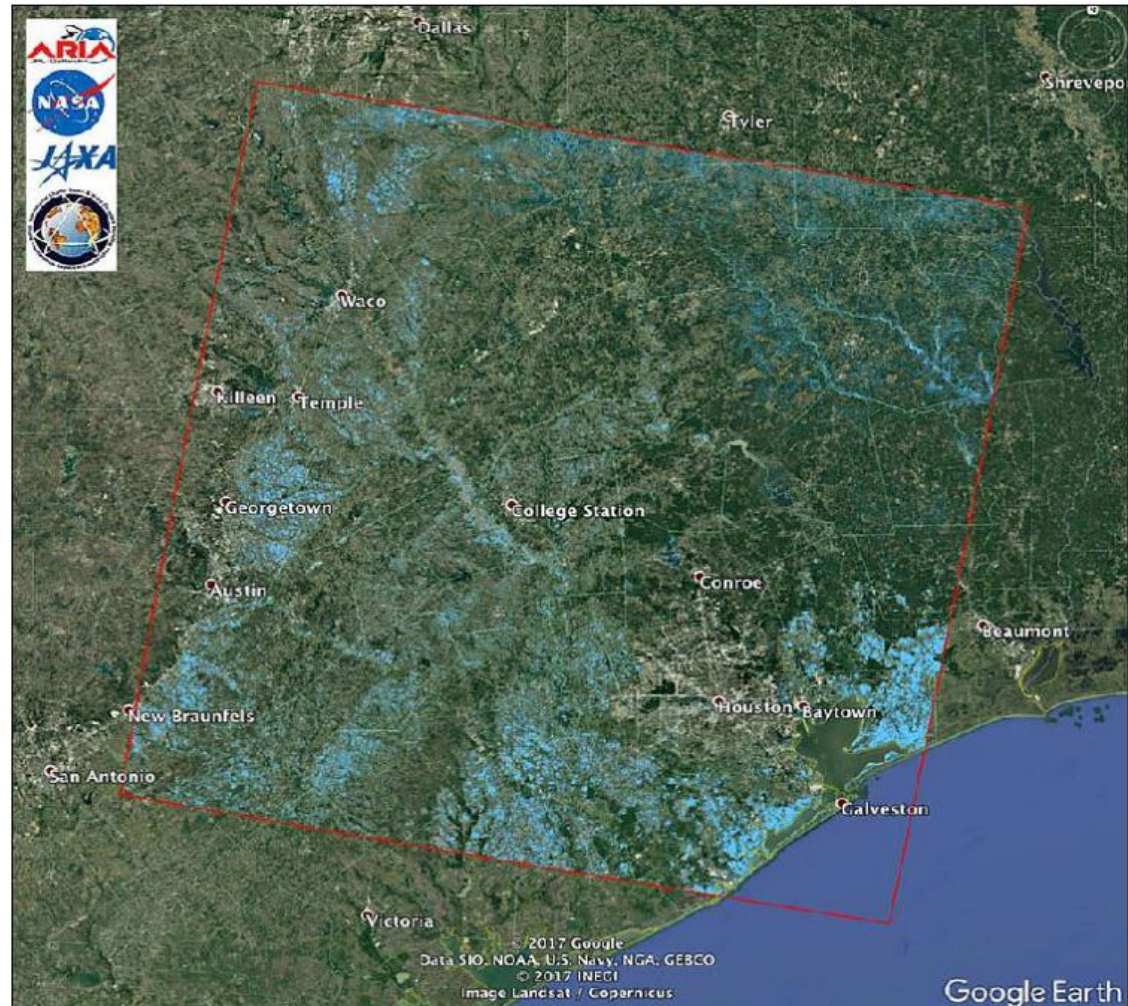 Dallas
ARIA
NASA
JAXA
Shrevepo
Tyler
Waco
Killeen
Temple
Georgetown
College Station
Austin
Conroe
Beaumont
New Braunfels
Houston
Baytown
San Antonio
Galveston
Victoria
© 2017 Google
Data SIO, NOAA, U.S. Navy, NGA, GEBCO
© 2017 INEGI
Image Landsat / Copernicus
Google Earth